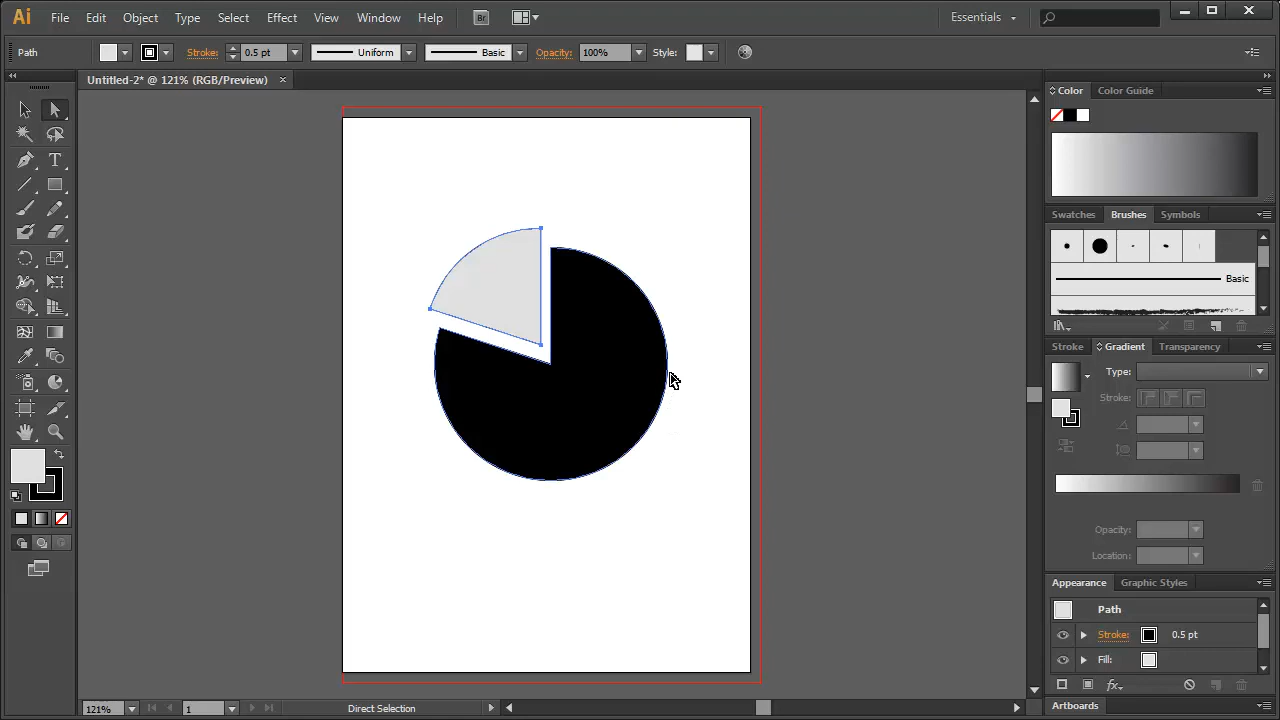 Ai File Edit Object Type Select Effect View Window Help Br Essentials
Path Stroke: 0.5 pt Uniform Basic Opacity: 100% Style:
Untitled-2* @ 121% (RGB/Preview)
Color Color Guide
Swatches Brushes Symbols
Basic
Stroke Gradient Transparency
Type:
Stroke:
Opacity:
Location:
Appearance Graphic Styles
Path
Stroke: 0.5 pt
Fill:
fx
Artboards
121% 1 Direct Selection